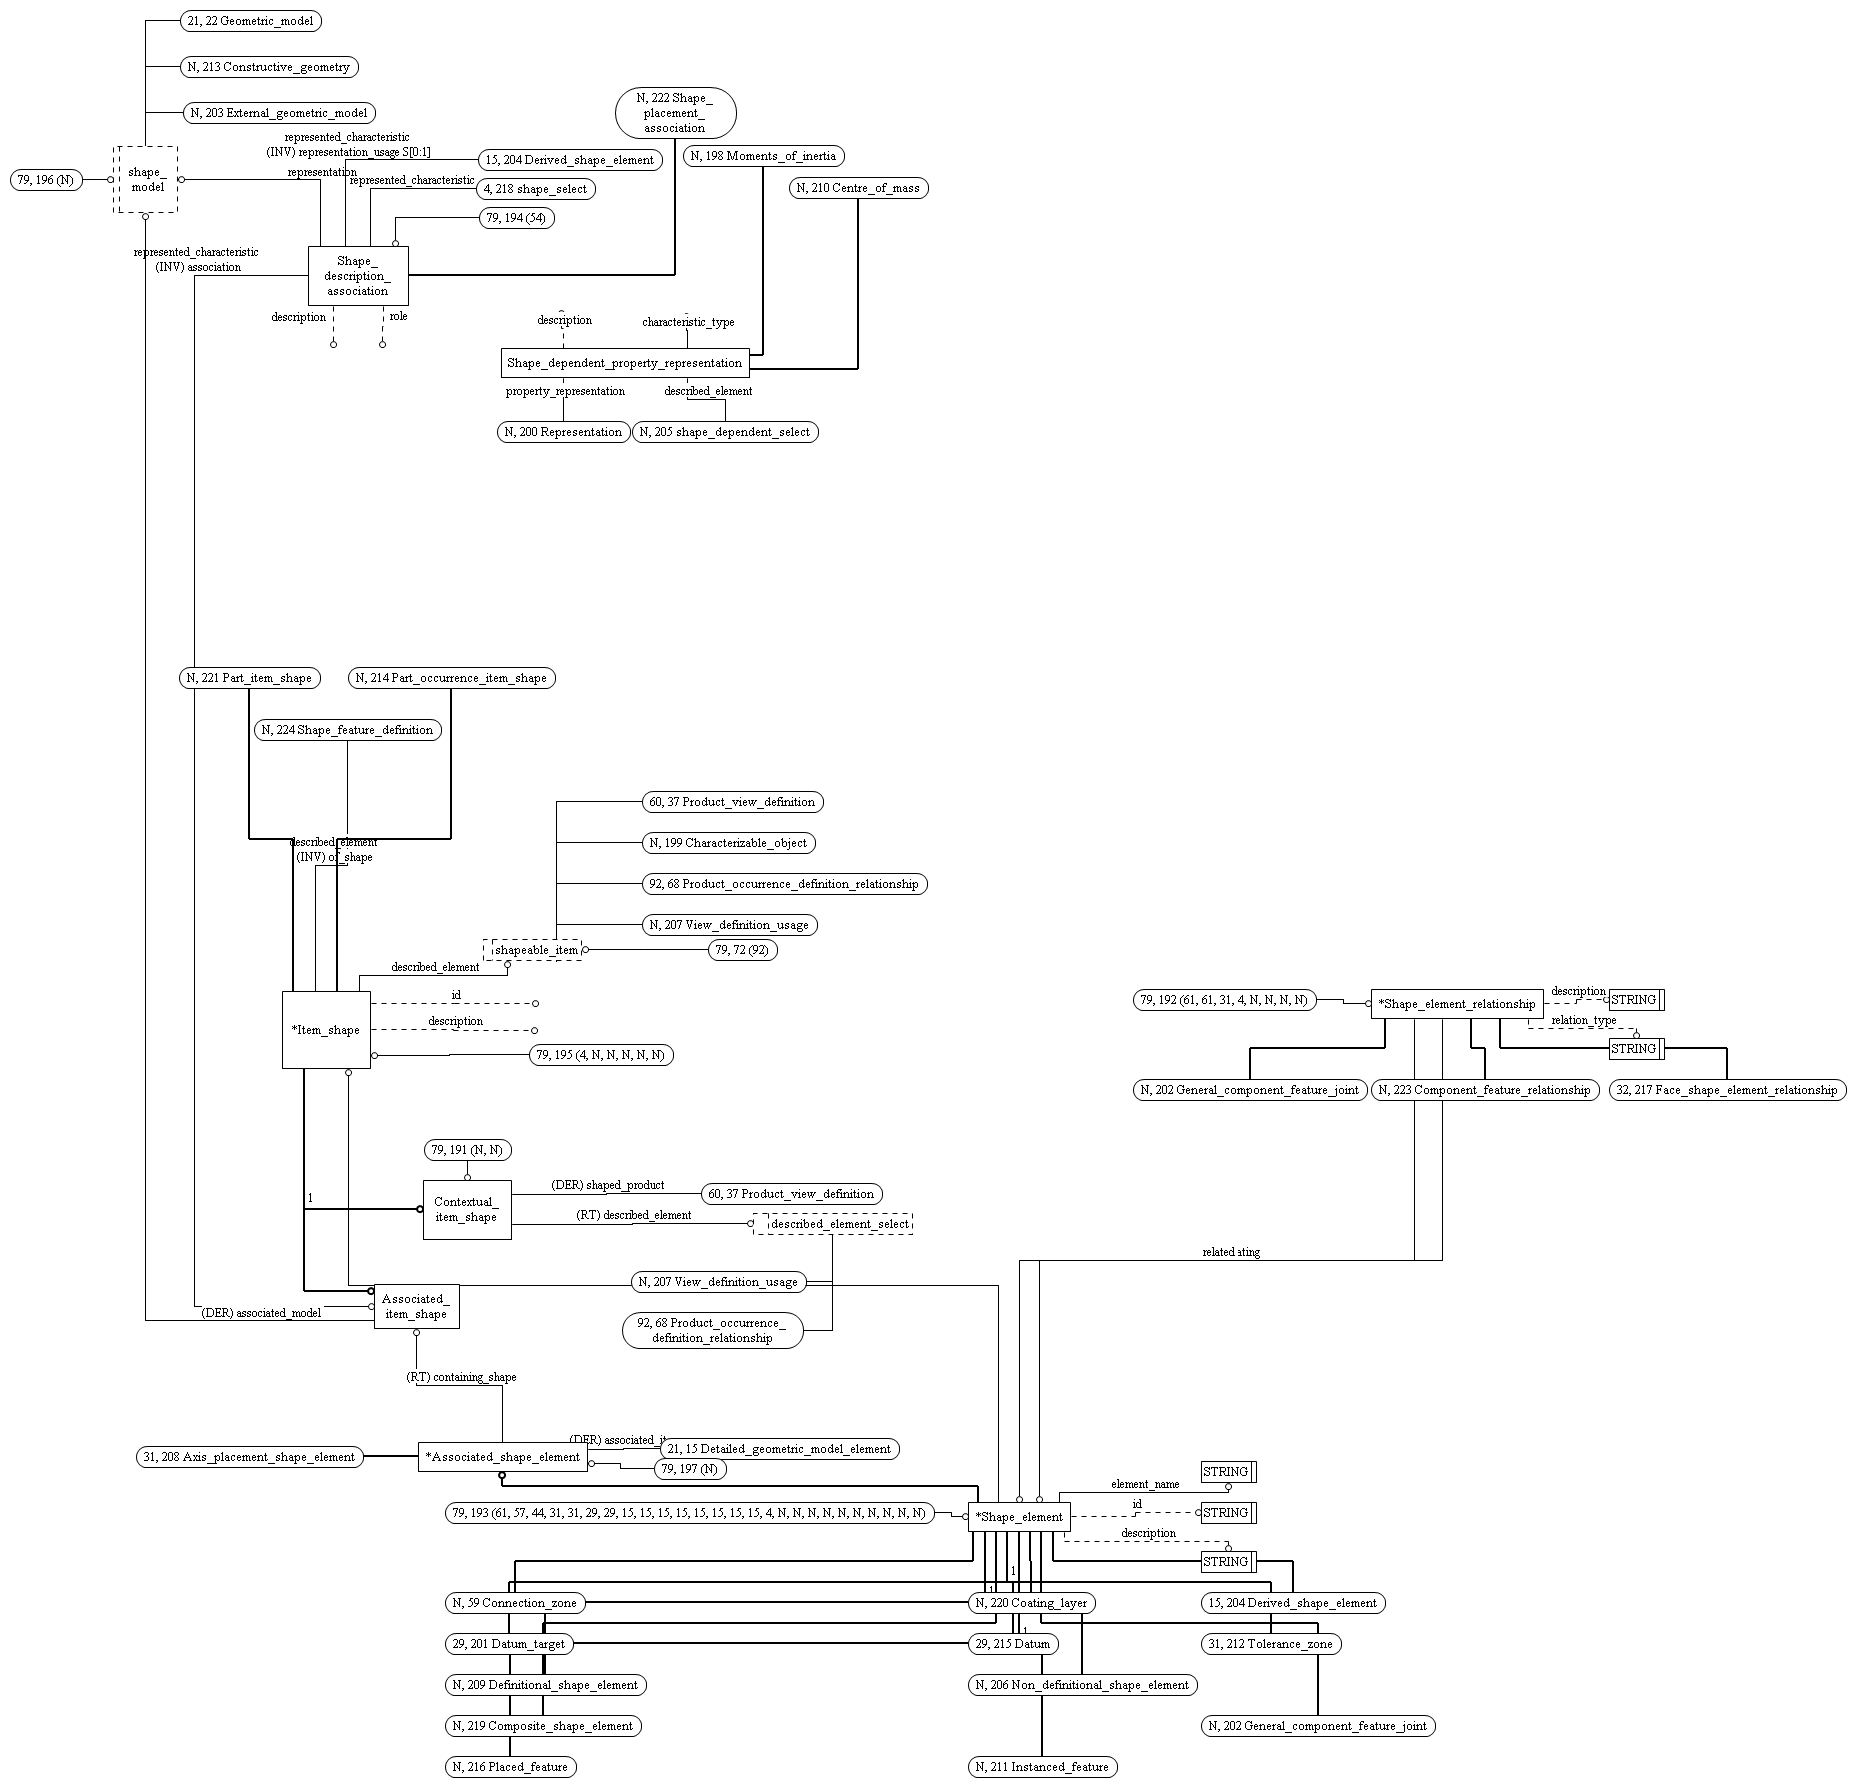 21, 22 Geometric_model
N, 213 Constructive_geometry
N, 203 External_geometric_model
N, 222 Shape_
placement_
association
represented_characteristic
(INV) representation_usage S[0:1]
15, 204 Derived_shape_element
N, 198 Moments_of_inertia
79, 196 (N)
shape_
model
representation
represented_characteristic
4, 218 shape_select
N, 210 Centre_of_mass
79, 194 (54)
represented_characteristic
(INV) association
Shape_
description_
association
description
role
description
characteristic_type
Shape_dependent_property_representation
property_representation
described_element
N, 200 Representation
N, 205 shape_dependent_select
N, 221 Part_item_shape
N, 214 Part_occurrence_item_shape
N, 224 Shape_feature_definition
60, 37 Product_view_definition
described_element
(INV) of_shape
N, 199 Characterizable_object
92, 68 Product_occurrence_definition_relationship
N, 207 View_definition_usage
shapeable_item
79, 72 (92)
described_element
id
*Item_shape
description
79, 195 (4, N, N, N, N, N)
79, 192 (61, 61, 31, 4, N, N, N, N)
*Shape_element_relationship
description
STRING
relation_type
STRING
N, 202 General_component_feature_joint
N, 223 Component_feature_relationship
32, 217 Face_shape_element_relationship
79, 191 (N, N)
1
Contextual_
item_shape
(DER) shaped_product
60, 37 Product_view_definition
(RT) described_element
described_element_select
related ating
N, 207 View_definition_usage
Associated_
item_shape
(DER) associated_model
92, 68 Product_occurrence_
definition_relationship
(RT) containing_shape
31, 208 Axis_placement_shape_element
*Associated_shape_element
(DER) associated_it
21, 15 Detailed_geometric_model_element
79, 197 (N)
79, 193 (61, 57, 44, 31, 31, 29, 29, 15, 15, 15, 15, 15, 15, 15, 15, 4, N, N, N, N, N, N, N, N, N, N)
*Shape_element
element_name
STRING
id
STRING
description
STRING
1
1
N, 59 Connection_zone
N, 220 Coating_layer
15, 204 Derived_shape_element
1
29, 201 Datum_target
29, 215 Datum
31, 212 Tolerance_zone
N, 209 Definitional_shape_element
N, 206 Non_definitional_shape_element
N, 219 Composite_shape_element
N, 202 General_component_feature_joint
N, 216 Placed_feature
N, 211 Instanced_feature